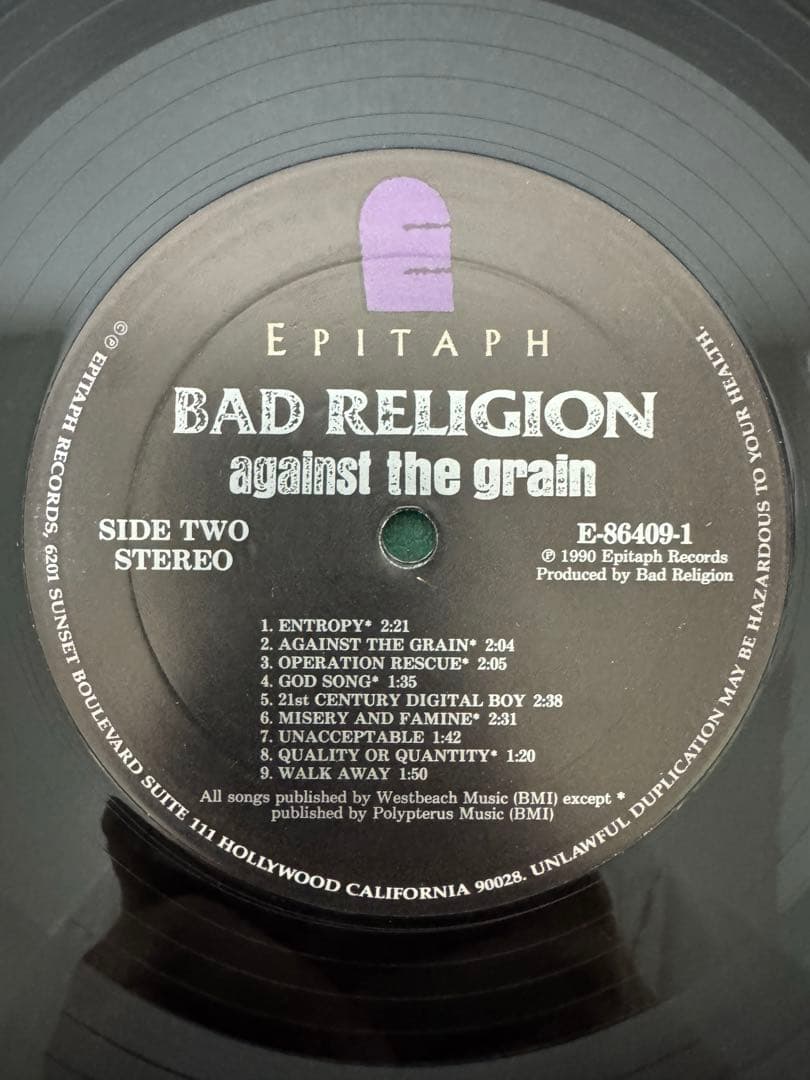 EPITAPH
BAD RELIGION
against the grain
SIDE TWO
STEREO
E-86409-1
℗ 1990 Epitaph Records
Produced by Bad Religion
1. ENTROPY* 2:21
2. AGAINST THE GRAIN* 2:04
3. OPERATION RESCUE* 2:05
4. GOD SONG* 1:35
5. 21st CENTURY DIGITAL BOY 2:38
6. MISERY AND FAMINE* 2:31
7. UNACCEPTABLE 1:42
8. QUALITY OR QUANTITY* 1:20
9. WALK AWAY 1:50
All songs published by Westbeach Music (BMI) except *
published by Polypterus Music (BMI)
©℗ EPITAPH RECORDS, 6201 SUNSET BOULEVARD SUITE 111 HOLLYWOOD CALIFORNIA 90028. UNLAWFUL DUPLICATION MAY BE HAZARDOUS TO YOUR HEALTH.